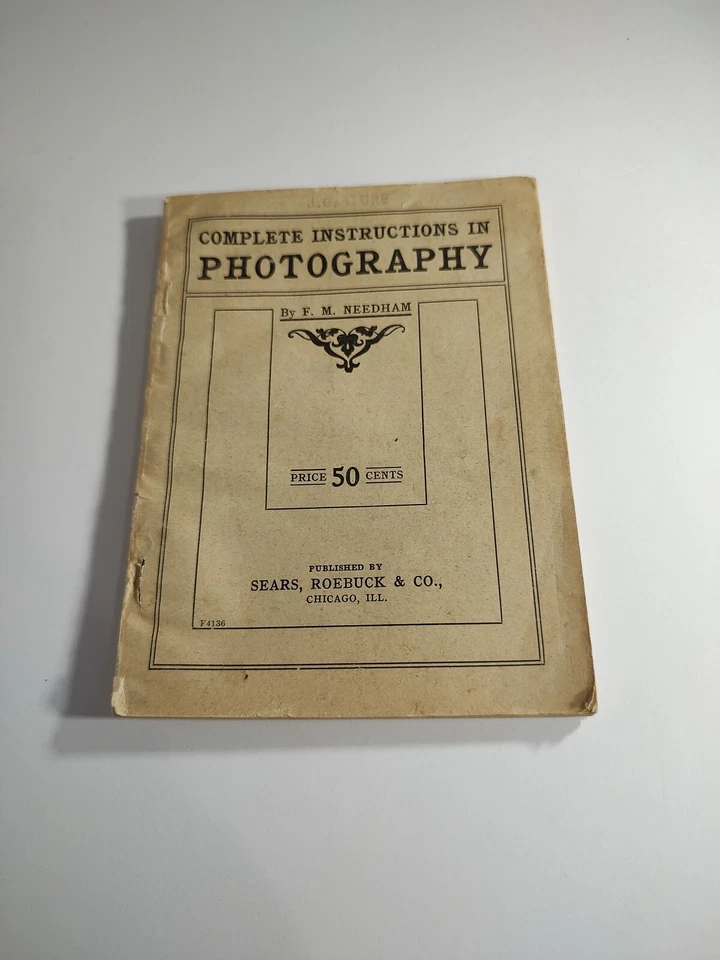 COMPLETE INSTRUCTIONS IN
PHOTOGRAPHY
By F. M. NEEDHAM
PRICE 50 CENTS
PUBLISHED BY
SEARS, ROEBUCK & CO.,
CHICAGO, ILL.
F4136